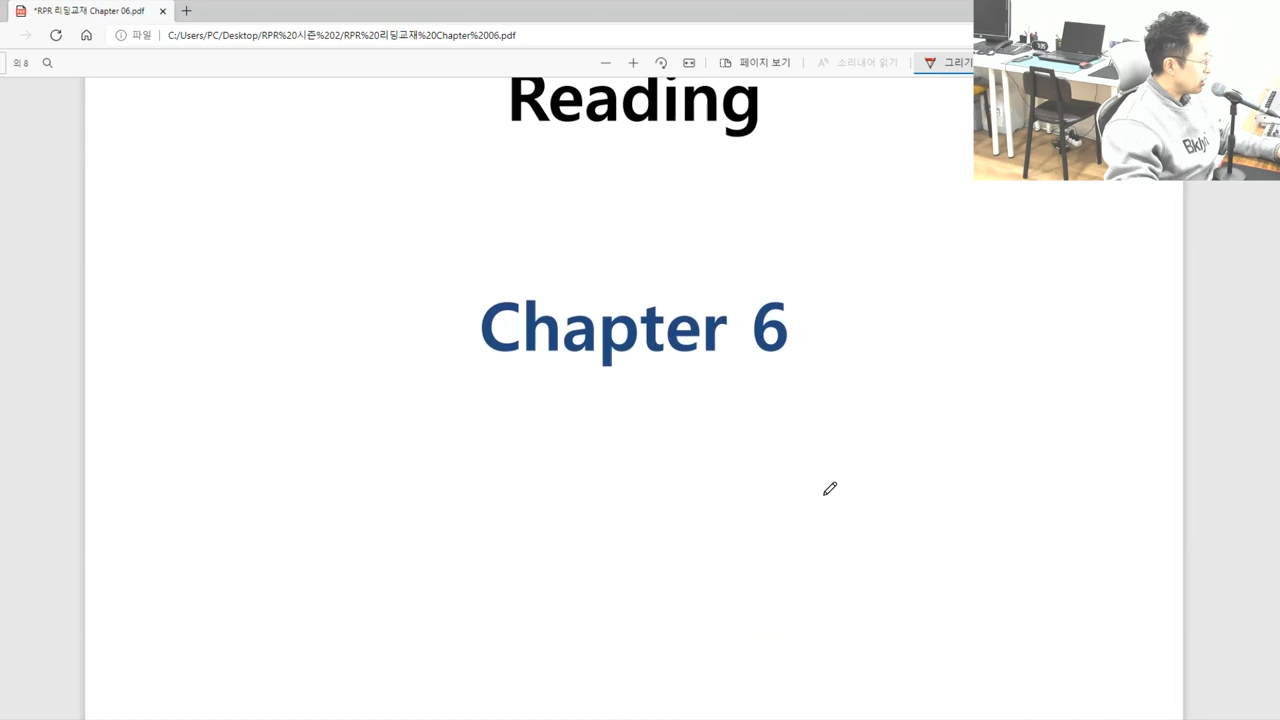 *RPR 리딩교재 Chapter 06.pdf
파일
C:/Users/PC/Desktop/RPR%20시즌%202/RPR%20리딩교재%20Chapter%2006.pdf
외 8
페이지 보기
소리내어 읽기
그리기
Reading
Chapter 6